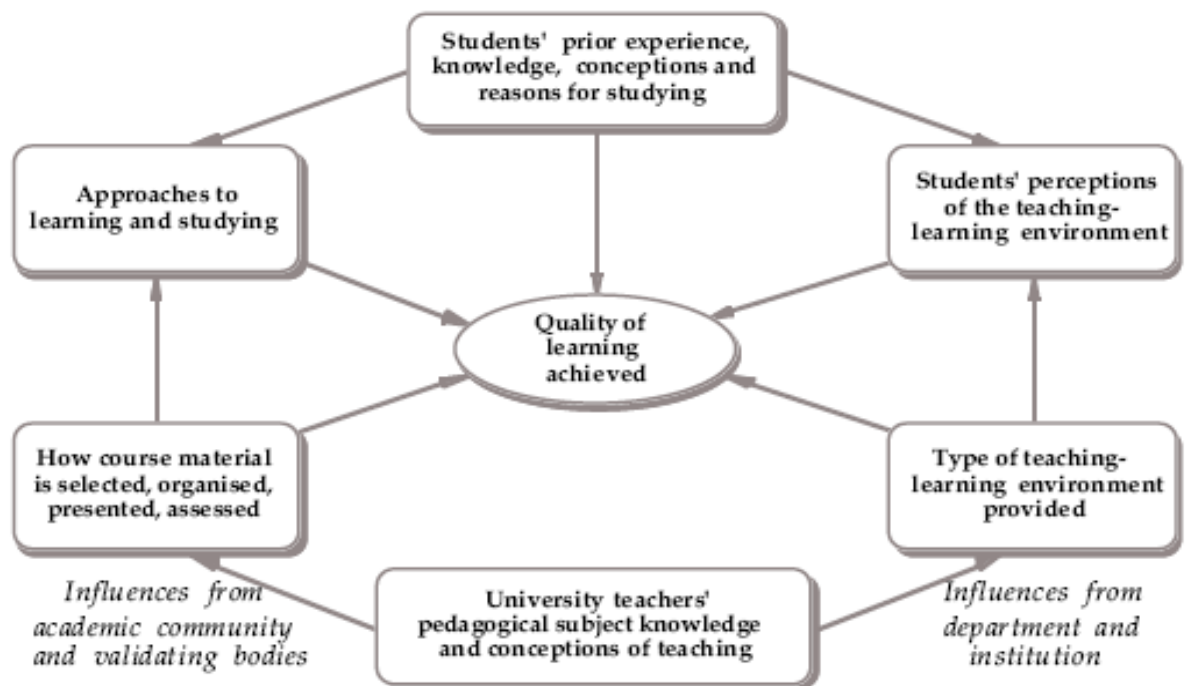 Students' prior experience,
knowledge, conceptions and
reasons for studying
Approaches to
learning and studying
Students' perceptions
of the teaching-
learning environment
Quality of
learning
achieved
How course material
is selected, organised,
presented, assessed
Type of teaching-
learning environment
provided
Influences from
academic community
and validating bodies
University teachers'
pedagogical subject knowledge
and conceptions of teaching
Influences from
department and
institution